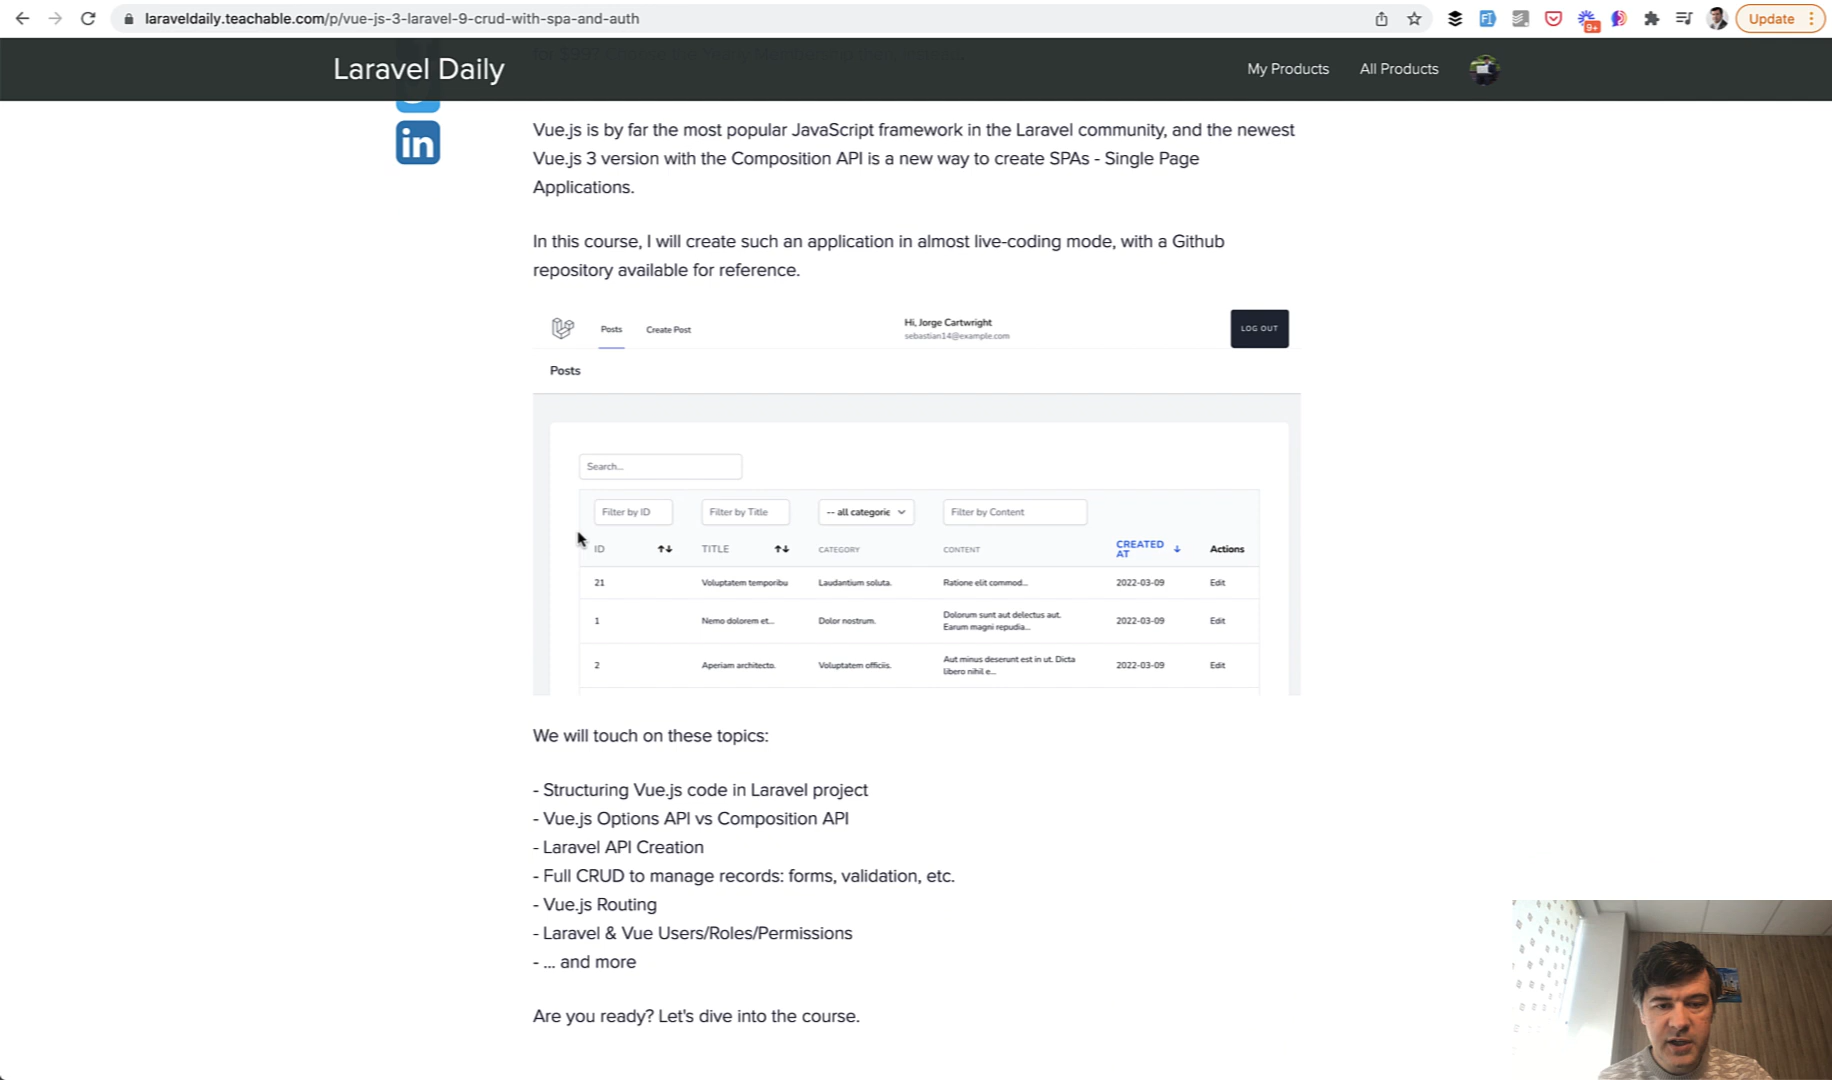 laraveldaily.teachable.com/p/vue-js-3-laravel-9-crud-with-spa-and-auth
9+
Update
Laravel Daily
My Products
All Products
in
Vue.js is by far the most popular JavaScript framework in the Laravel community, and the newest
Vue.js 3 version with the Composition API is a new way to create SPAs - Single Page
Applications.
In this course, I will create such an application in almost live-coding mode, with a Github
repository available for reference.
Posts
Create Post
Hi, Jorge Cartwright
sebastian14@example.com
LOG OUT
Posts
Search...
Filter by ID
Filter by Title
-- all categorie
Filter by Content
ID
TITLE
CATEGORY
CONTENT
CREATED
AT
Actions
21 Voluptatem temporibu Laudantium soluta. Ratione elit commod... 2022-03-09 Edit
1 Nemo dolorem et... Dolor nostrum. Dolorum sunt aut delectus aut. 2022-03-09 Edit
Earum magni repudia...
2 Aperiam architecto. Voluptatem officiis. Aut minus deserunt est in ut. Dicta 2022-03-09 Edit
libero nihil e...
We will touch on these topics:
- Structuring Vue.js code in Laravel project
- Vue.js Options API vs Composition API
- Laravel API Creation
- Full CRUD to manage records: forms, validation, etc.
- Vue.js Routing
- Laravel & Vue Users/Roles/Permissions
- ... and more
Are you ready? Let's dive into the course.